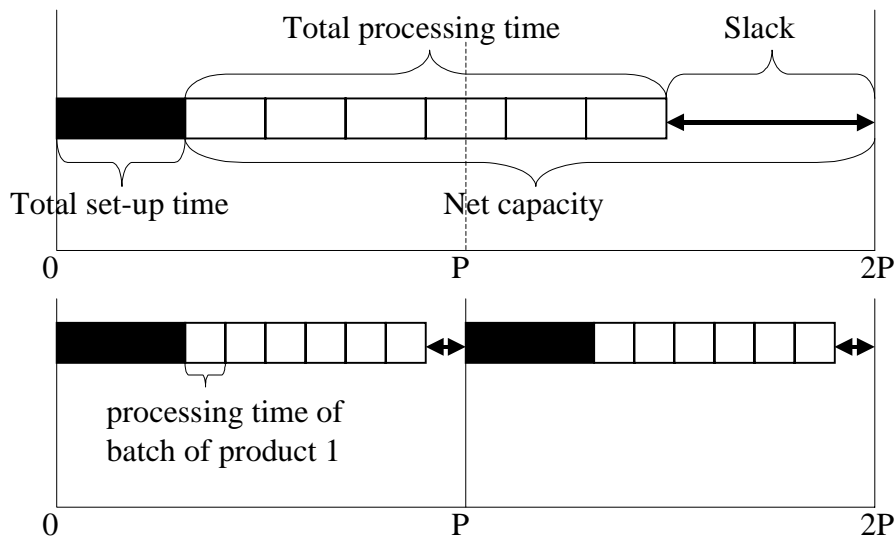 Total processing time
Slack
Total set-up time
Net capacity
0
P
2P
processing time of
batch of product 1
0
P
2P